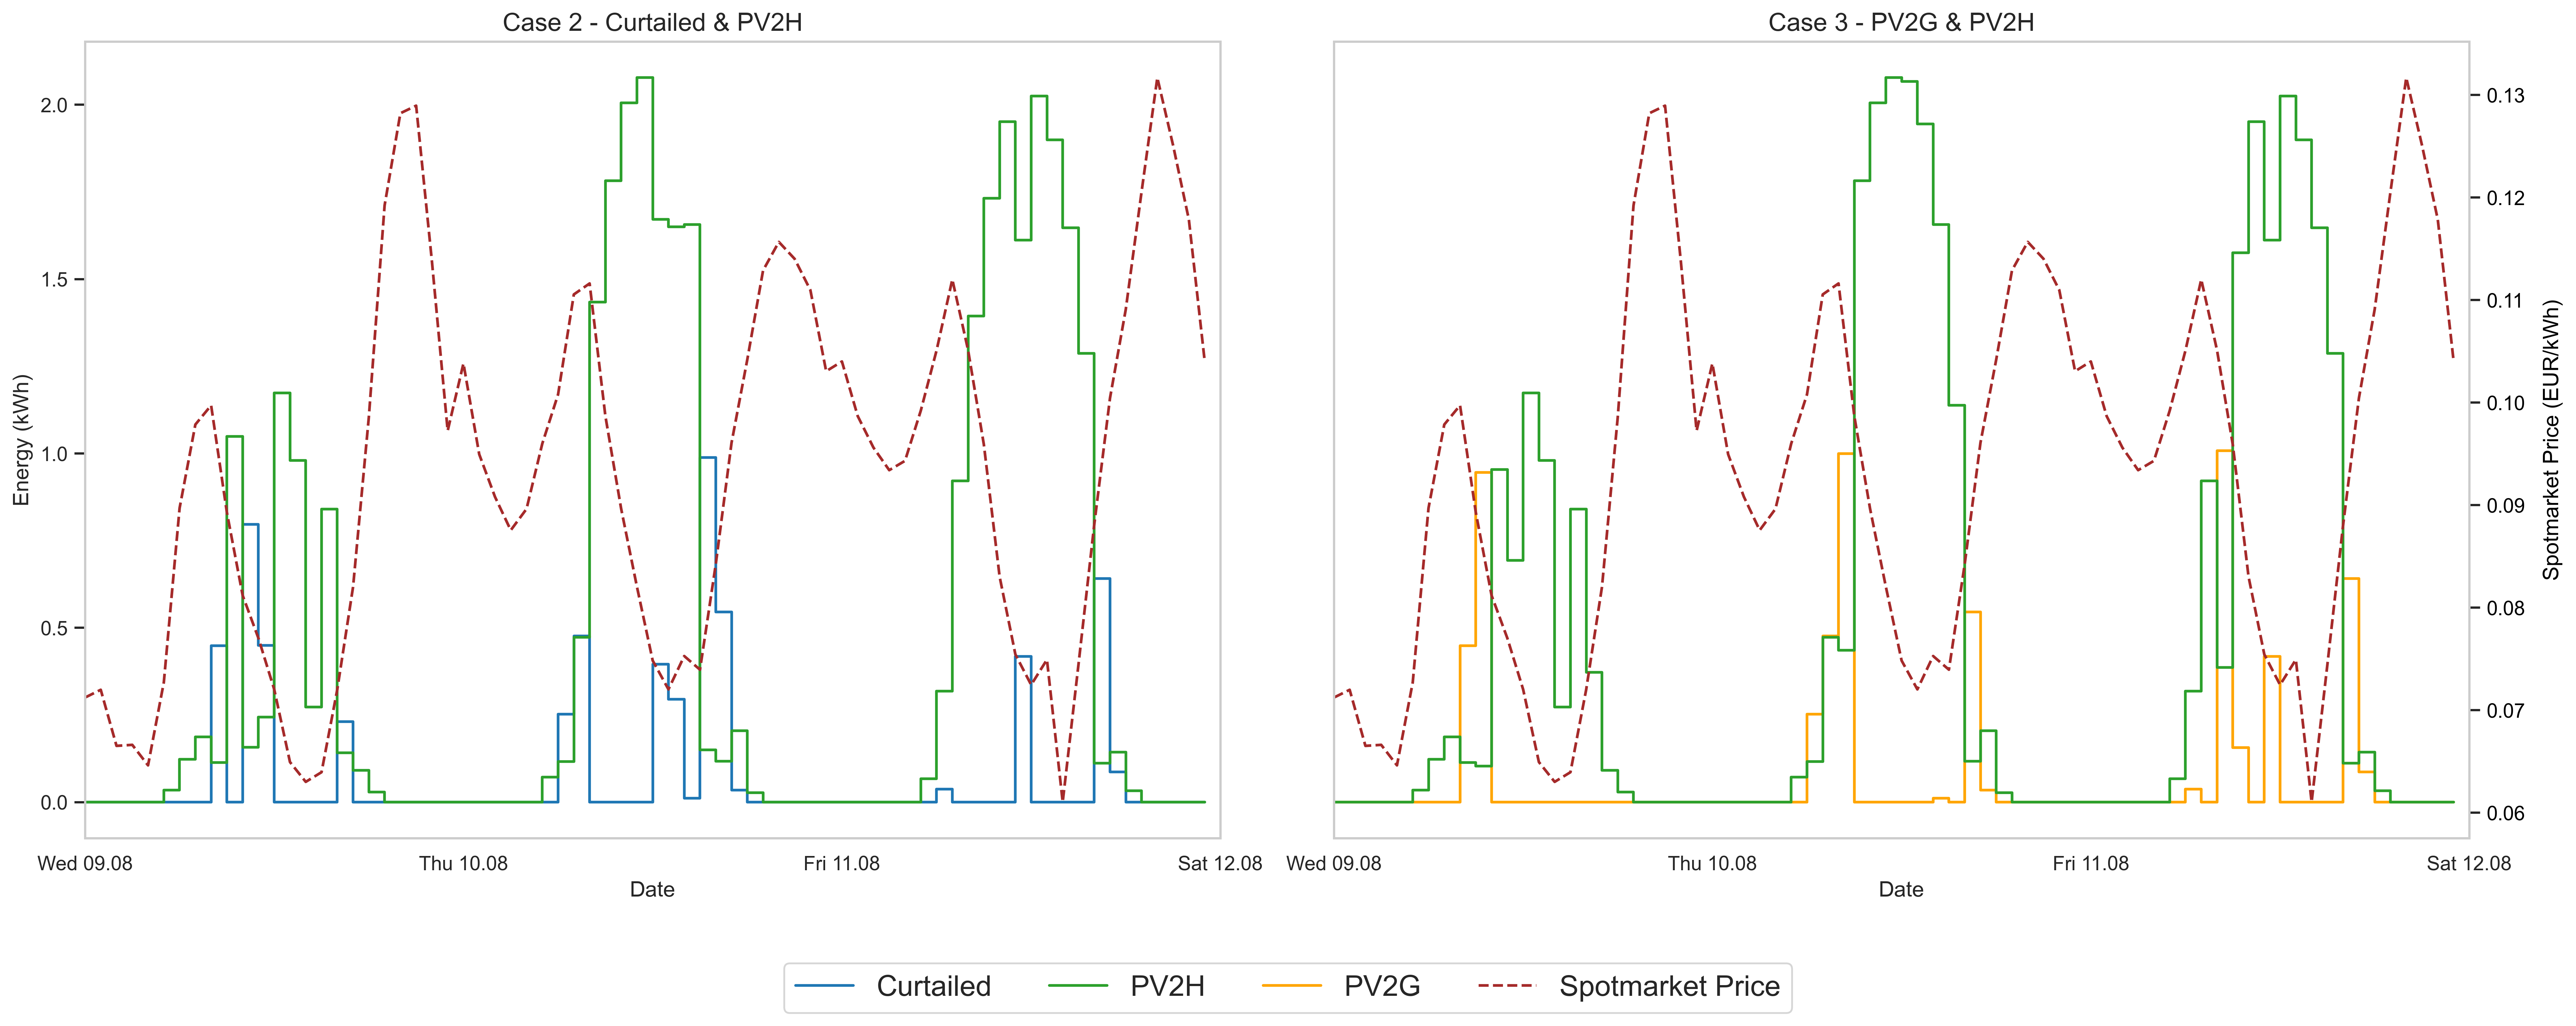 Case 2 - Curtailed & PV2H
Case 3 - PV2G & PV2H
Energy (kWh)
2.0
1.5
1.0
0.5
0.0
Wed 09.08
Thu 10.08
Fri 11.08
Sat 12.08
Date
Wed 09.08
Thu 10.08
Fri 11.08
Sat 12.08
Date
0.13
0.12
0.11
0.10
0.09
0.08
0.07
0.06
Spotmarket Price (EUR/kWh)
Curtailed
PV2H
PV2G
Spotmarket Price